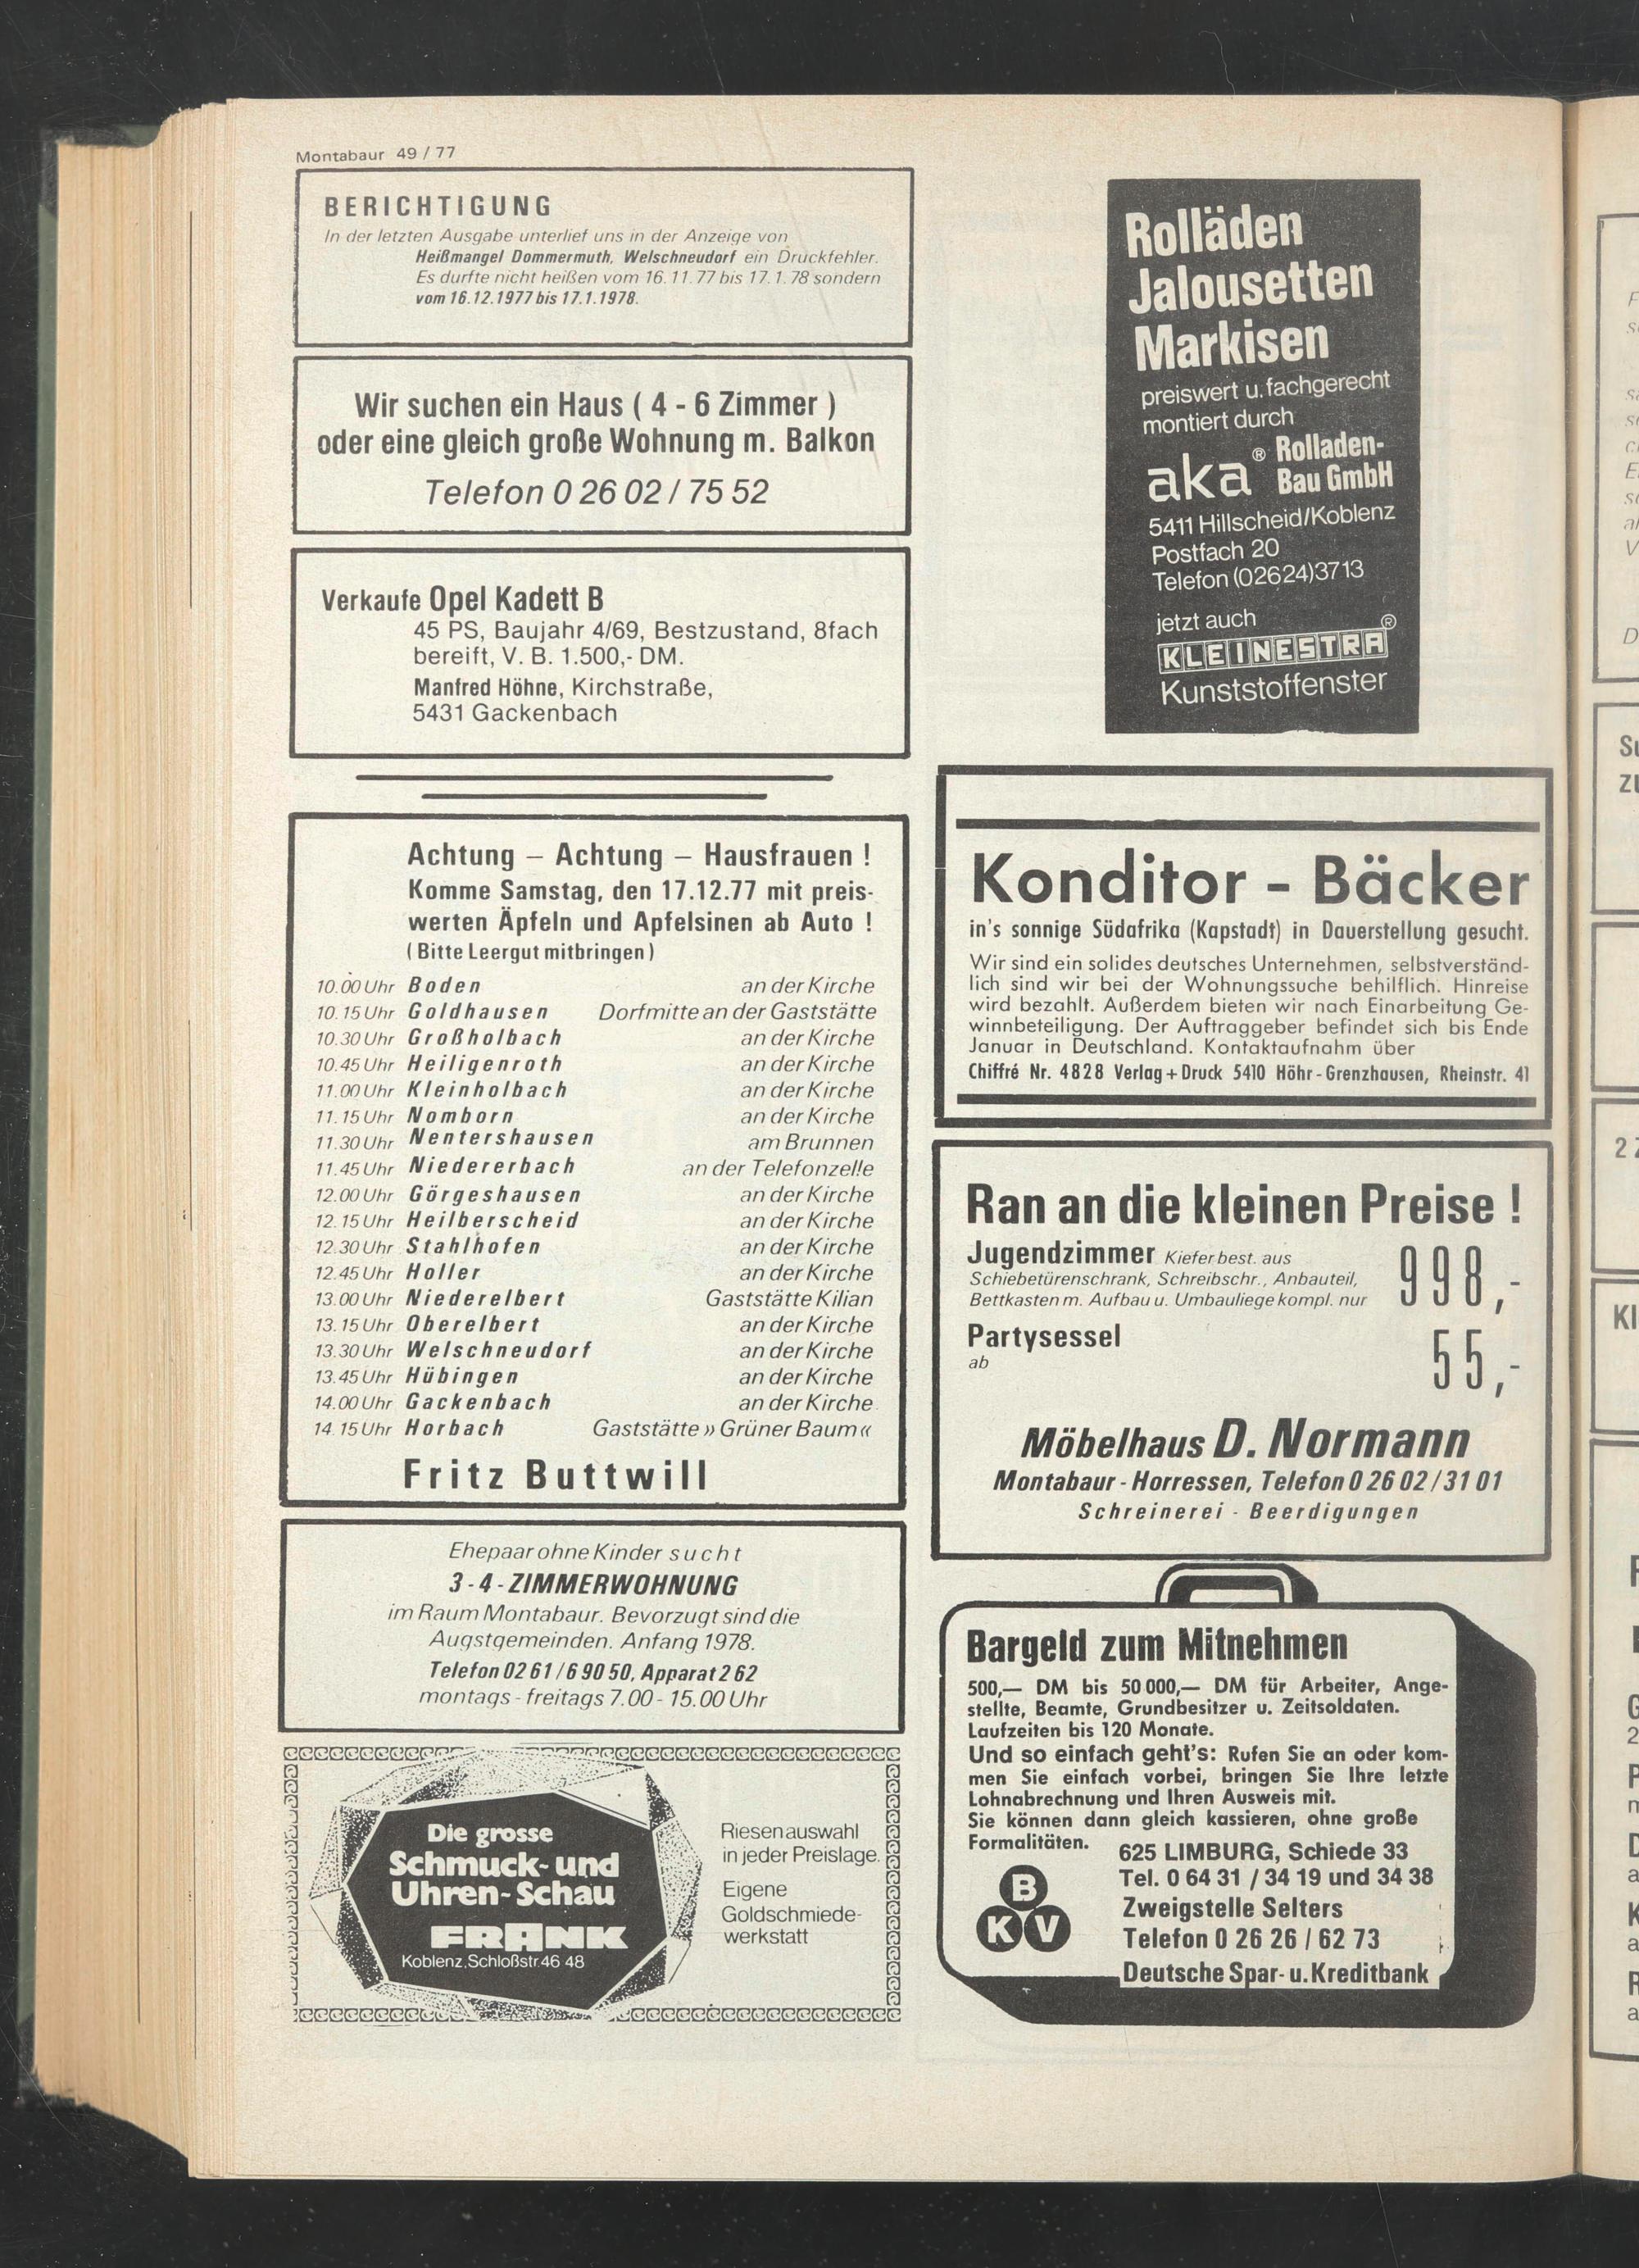 Montabaur 49 / 77
BERICHTIGUNG
In der letzten Ausgabe unterlief uns in der Anzeige von
Heißmangel Dommermuth, Welschneudorf ein Druckfehler.
Es durfte nicht heißen vom 16.11.77 bis 17.1.78 sondern
vom 16.12.1977 bis 17.1.1978.
Wir suchen ein Haus ( 4 - 6 Zimmer )
oder eine gleich große Wohnung m. Balkon
Telefon 0 26 02 / 75 52
Verkaufe Opel Kadett B
45 PS, Baujahr 4/69, Bestzustand, 8fach
bereift, V. B. 1.500,- DM.
Manfred Höhne, Kirchstraße,
5431 Gackenbach
Achtung – Achtung – Hausfrauen !
Komme Samstag, den 17.12.77 mit preis-
werten Äpfeln und Apfelsinen ab Auto !
( Bitte Leergut mitbringen )
10.00 Uhr Boden an der Kirche
10.15 Uhr Goldhausen Dorfmitte an der Gaststätte
10.30 Uhr Großholbach an der Kirche
10.45 Uhr Heiligenroth an der Kirche
11.00 Uhr Kleinholbach an der Kirche
11.15 Uhr Nomborn an der Kirche
11.30 Uhr Nentershausen am Brunnen
11.45 Uhr Niedererbach an der Telefonzelle
12.00 Uhr Görgeshausen an der Kirche
12.15 Uhr Heilberscheid an der Kirche
12.30 Uhr Stahlhofen an der Kirche
12.45 Uhr Holler an der Kirche
13.00 Uhr Niederelbert Gaststätte Kilian
13.15 Uhr Oberelbert an der Kirche
13.30 Uhr Welschneudorf an der Kirche
13.45 Uhr Hübingen an der Kirche
14.00 Uhr Gackenbach an der Kirche
14.15 Uhr Horbach Gaststätte » Grüner Baum «
Fritz Buttwill
Ehepaar ohne Kinder sucht
3 - 4 - ZIMMERWOHNUNG
im Raum Montabaur. Bevorzugt sind die
Augstgemeinden. Anfang 1978.
Telefon 02 61 / 6 90 50, Apparat 2 62
montags - freitags 7.00 - 15.00 Uhr
Die grosse
Schmuck- und
Uhren-Schau
FRANK
Koblenz, Schloßstr. 46 48
Riesenauswahl
in jeder Preislage.
Eigene
Goldschmiede-
werkstatt
Rolläden
Jalousetten
Markisen
preiswert u. fachgerecht
montiert durch
aka® Rolladen-
Bau GmbH
5411 Hillscheid/Koblenz
Postfach 20
Telefon (02624) 3713
jetzt auch
KLEINESTRA®
Kunststoffenster
Konditor - Bäcker
in's sonnige Südafrika (Kapstadt) in Dauerstellung gesucht.
Wir sind ein solides deutsches Unternehmen, selbstverständ-
lich sind wir bei der Wohnungssuche behilflich. Hinreise
wird bezahlt. Außerdem bieten wir nach Einarbeitung Ge-
winnbeteiligung. Der Auftraggeber befindet sich bis Ende
Januar in Deutschland. Kontaktaufnahm über
Chiffré Nr. 4828 Verlag + Druck 5410 Höhr-Grenzhausen, Rheinstr. 41
Ran an die kleinen Preise !
Jugendzimmer Kiefer best. aus
Schiebetürenschrank, Schreibschr., Anbauteil,
Bettkasten m. Aufbau u. Umbauliege kompl. nur 998,-
Partysessel
ab 55,-
Möbelhaus D. Normann
Montabaur - Horressen, Telefon 0 26 02 / 31 01
Schreinerei - Beerdigungen
Bargeld zum Mitnehmen
500,— DM bis 50 000,— DM für Arbeiter, Ange-
stellte, Beamte, Grundbesitzer u. Zeitsoldaten.
Laufzeiten bis 120 Monate.
Und so einfach geht's: Rufen Sie an oder kom-
men Sie einfach vorbei, bringen Sie Ihre letzte
Lohnabrechnung und Ihren Ausweis mit.
Sie können dann gleich kassieren, ohne große
Formalitäten.
625 LIMBURG, Schiede 33
Tel. 0 64 31 / 34 19 und 34 38
Zweigstelle Selters
Telefon 0 26 26 / 62 73
Deutsche Spar- u. Kreditbank
B
K V